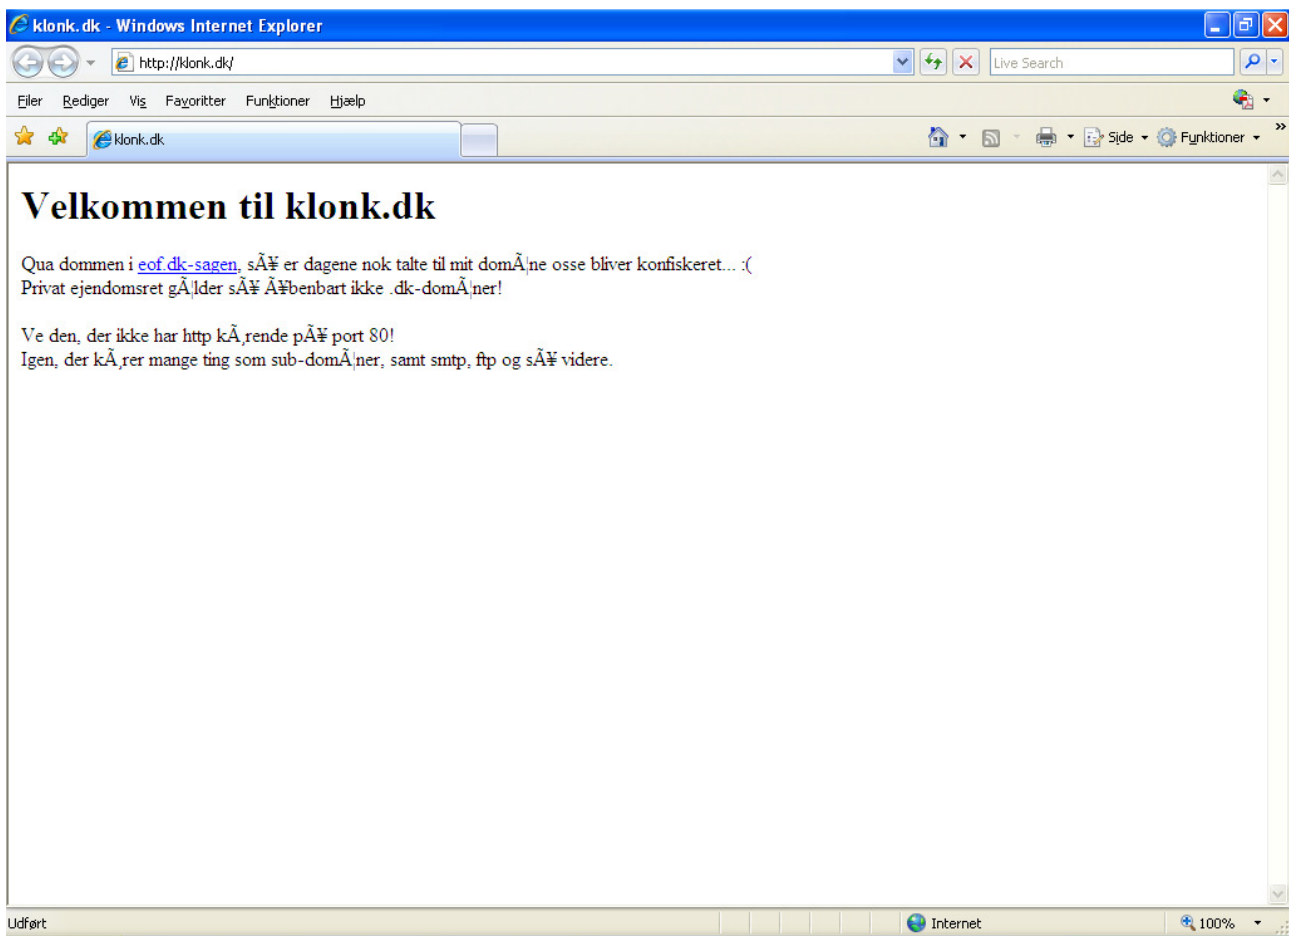 klonk.dk - Windows Internet Explorer
http://klonk.dk/
Live Search
Filer Rediger Vis Favoritter Funktioner Hjælp
klonk.dk
Side Funktioner »
Velkommen til klonk.dk
Qua dommen i eof.dk-sagen, sÃ¥ er dagene nok talte til mit domÃ¦ne osse bliver konfiskeret... :(
Privat ejendomsret gÃ¦lder sÃ¥ Ã¥benbart ikke .dk-domÃ¦ner!
Ve den, der ikke har http kÃ¸rende pÃ¥ port 80!
Igen, der kÃ¸rer mange ting som sub-domÃ¦ner, samt smtp, ftp og sÃ¥ videre.
Udført
Internet
100%